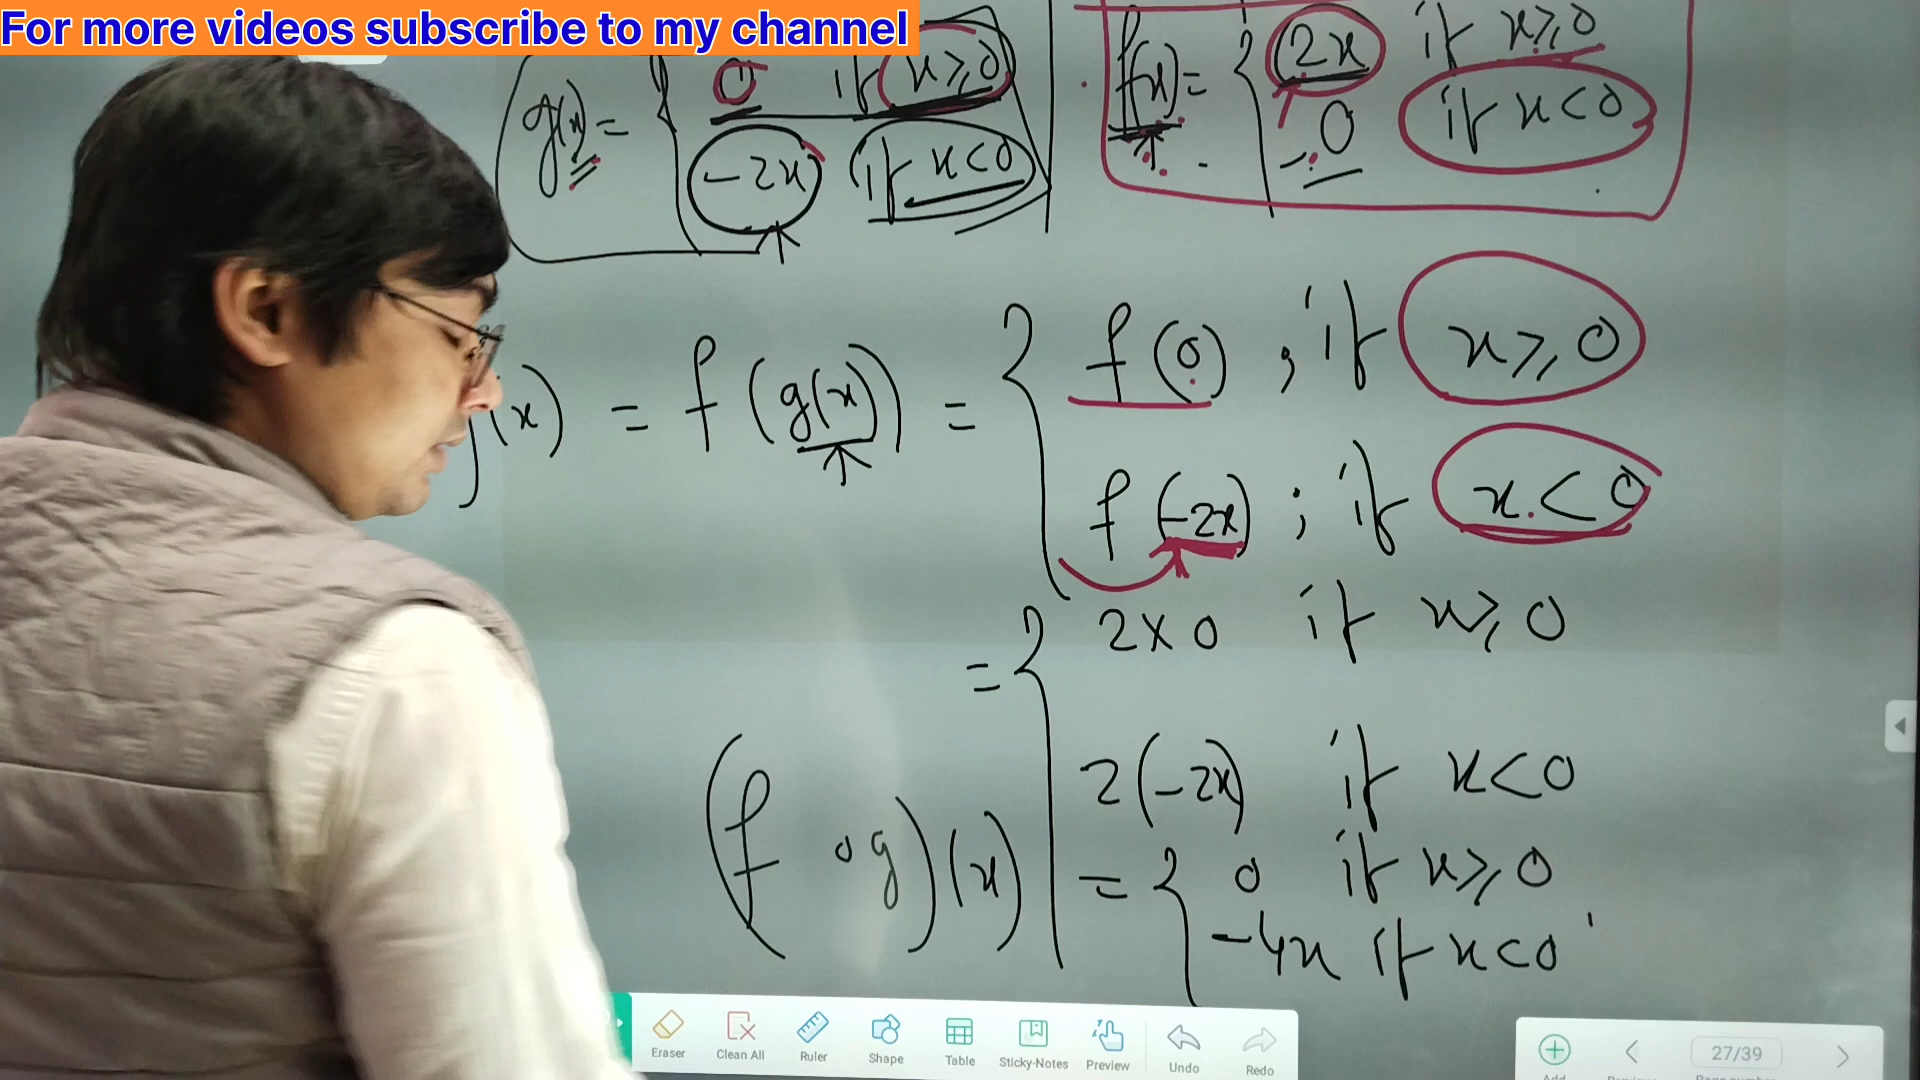 For more videos subscribe to my channel
g(x) = { 0 if x ≥ 0
-2x if x < 0
f(x) = { 2x if x ≥ 0
0 if x < 0
(x) = f(g(x)) = { f(0) ; if x ≥ 0
f(-2x) ; if x < 0
= { 2 x 0 if x ≥ 0
2(-2x) if x < 0
(f o g)(x) = { 0 if x ≥ 0
-4x if x < 0
Eraser Clean All Ruler Shape Table Sticky-Notes Preview Undo Redo
27/39
Add